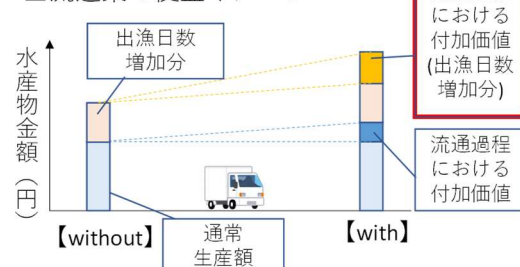 における
付加価値
(出漁日数
増加分)
出漁日数
増加分
水産物金額(円)
流通過程
における
付加価値
【without】
通常
生産額
【with】